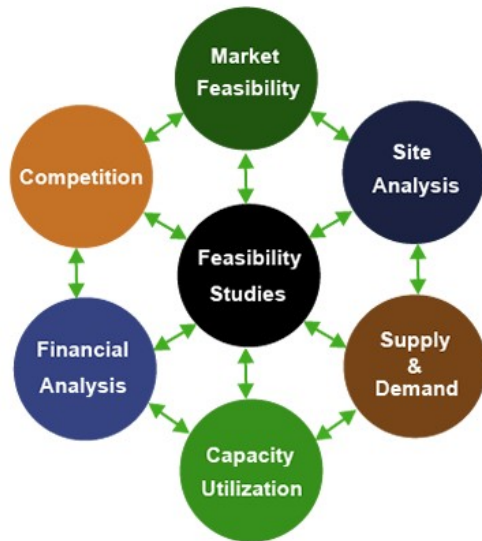 Market
Feasibility
Competition
Site
Analysis
Feasibility
Studies
Financial
Analysis
Supply
&
Demand
Capacity
Utilization